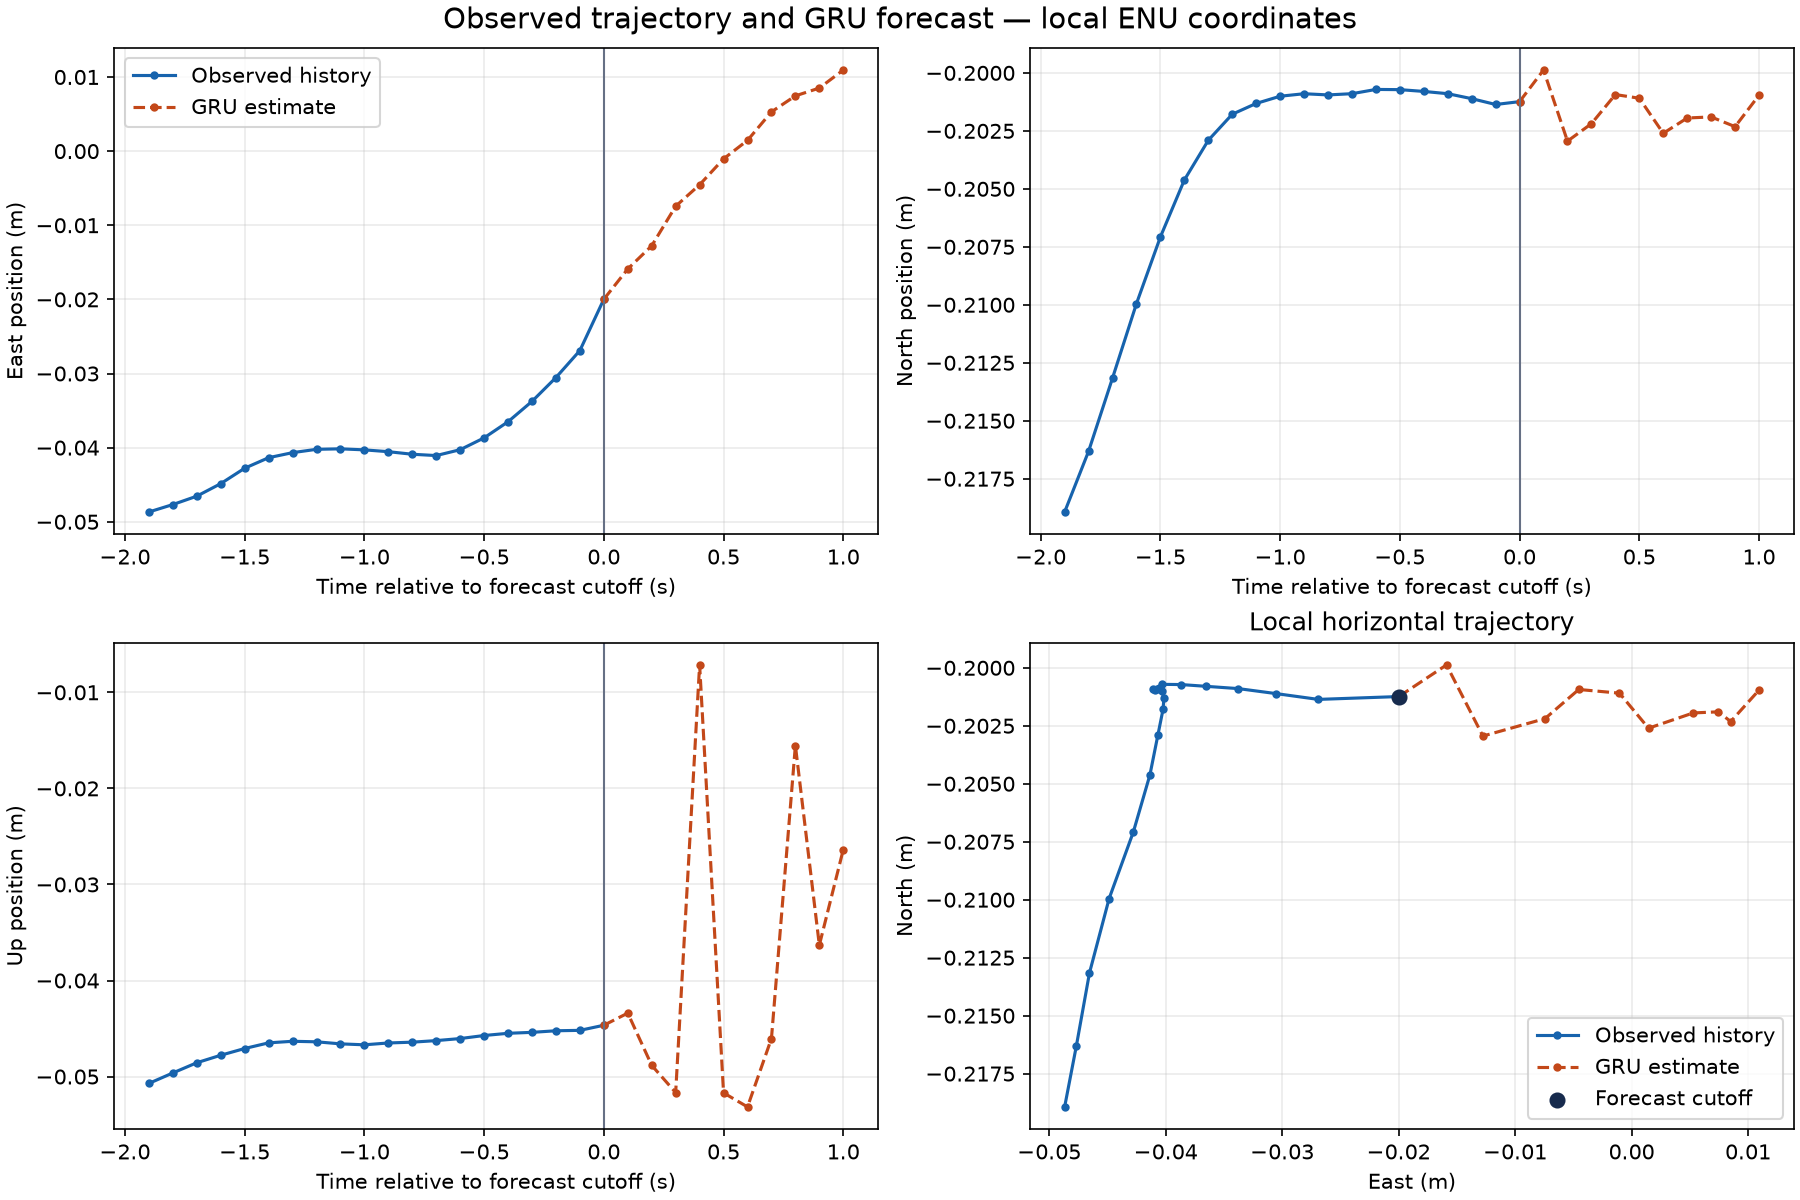 Observed trajectory and GRU forecast — local ENU coordinates
Observed history
GRU estimate
0.01
0.00
−0.01
−0.02
−0.03
−0.04
−0.05
East position (m)
−2.0 −1.5 −1.0 −0.5 0.0 0.5 1.0
Time relative to forecast cutoff (s)
−0.2000
−0.2025
−0.2050
−0.2075
−0.2100
−0.2125
−0.2150
−0.2175
North position (m)
−2.0 −1.5 −1.0 −0.5 0.0 0.5 1.0
Time relative to forecast cutoff (s)
−0.01
−0.02
−0.03
−0.04
−0.05
Up position (m)
−2.0 −1.5 −1.0 −0.5 0.0 0.5 1.0
Time relative to forecast cutoff (s)
Local horizontal trajectory
−0.2000
−0.2025
−0.2050
−0.2075
−0.2100
−0.2125
−0.2150
−0.2175
North (m)
Observed history
GRU estimate
Forecast cutoff
−0.05 −0.04 −0.03 −0.02 −0.01 0.00 0.01
East (m)